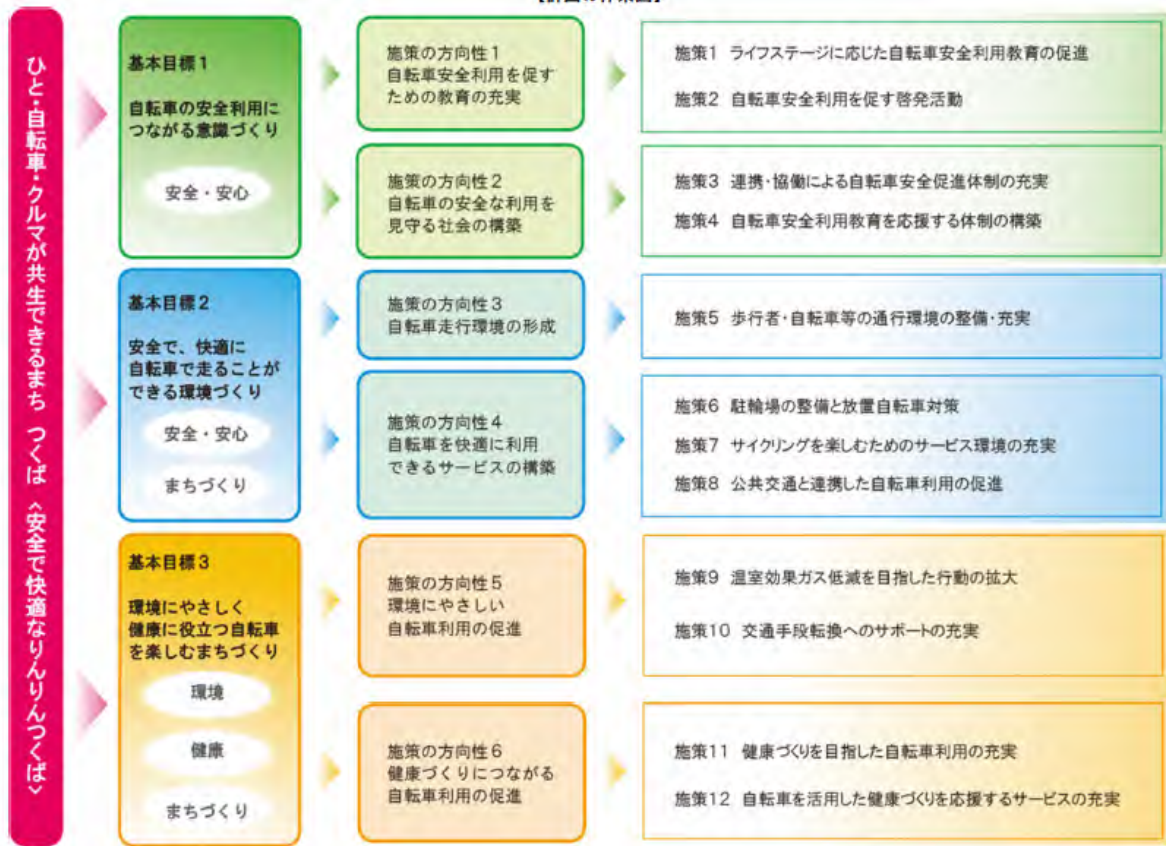 【計画の体系図】
ひと・自転車・クルマが共生できるまち つくば 〈安全で快適なりんりんつくば〉
基本目標1
自転車の安全利用に
つながる意識づくり
安全・安心
施策の方向性1
自転車安全利用を促す
ための教育の充実
施策1 ライフステージに応じた自転車安全利用教育の促進
施策2 自転車安全利用を促す啓発活動
施策の方向性2
自転車の安全な利用を
見守る社会の構築
施策3 連携・協働による自転車安全促進体制の充実
施策4 自転車安全利用教育を応援する体制の構築
基本目標2
安全で、快適に
自転車で走ることが
できる環境づくり
安全・安心
まちづくり
施策の方向性3
自転車走行環境の形成
施策5 歩行者・自転車等の通行環境の整備・充実
施策の方向性4
自転車を快適に利用
できるサービスの構築
施策6 駐輪場の整備と放置自転車対策
施策7 サイクリングを楽しむためのサービス環境の充実
施策8 公共交通と連携した自転車利用の促進
基本目標3
環境にやさしく
健康に役立つ自転車
を楽しむまちづくり
環境
健康
まちづくり
施策の方向性5
環境にやさしい
自転車利用の促進
施策9 温室効果ガス低減を目指した行動の拡大
施策10 交通手段転換へのサポートの充実
施策の方向性6
健康づくりにつながる
自転車利用の促進
施策11 健康づくりを目指した自転車利用の充実
施策12 自転車を活用した健康づくりを応援するサービスの充実